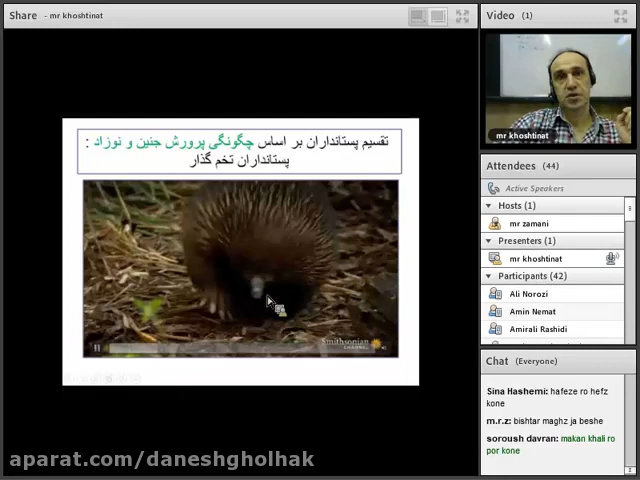 Share - mr khoshtinat
تقسیم پستانداران بر اساس چگونگی پرورش جنین و نوزاد :
پستانداران تخم گذار
Smithsonian
aparat.com/daneshgholhak
Video (1)
mr khoshtinat
Attendees (44)
Active Speakers
Hosts (1)
mr zamani
Presenters (1)
mr khoshtinat
Participants (42)
Ali Norozi
Amin Nemat
Amirali Rashidi
Chat (Everyone)
Sina Hashemi: hafeze ro hefz
kone
m.r.z: bishtar maghz ja beshe
soroush davran: makan khali ro
por kone